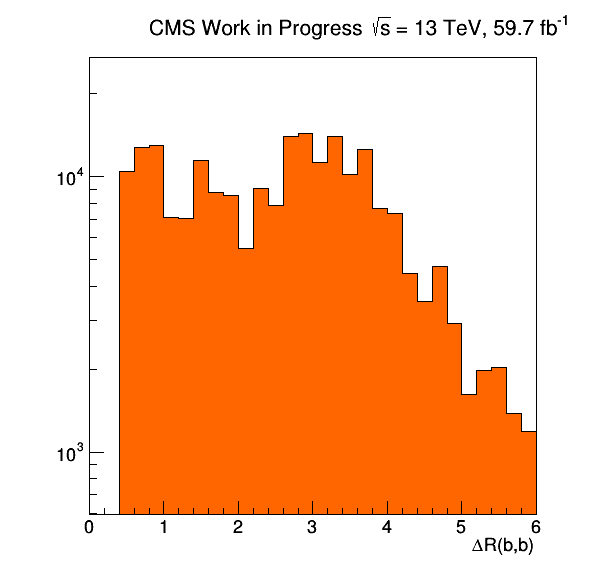 CMS Work in Progress √s = 13 TeV, 59.7 fb⁻¹
10⁴
10³
0 1 2 3 4 5 6
ΔR(b,b)